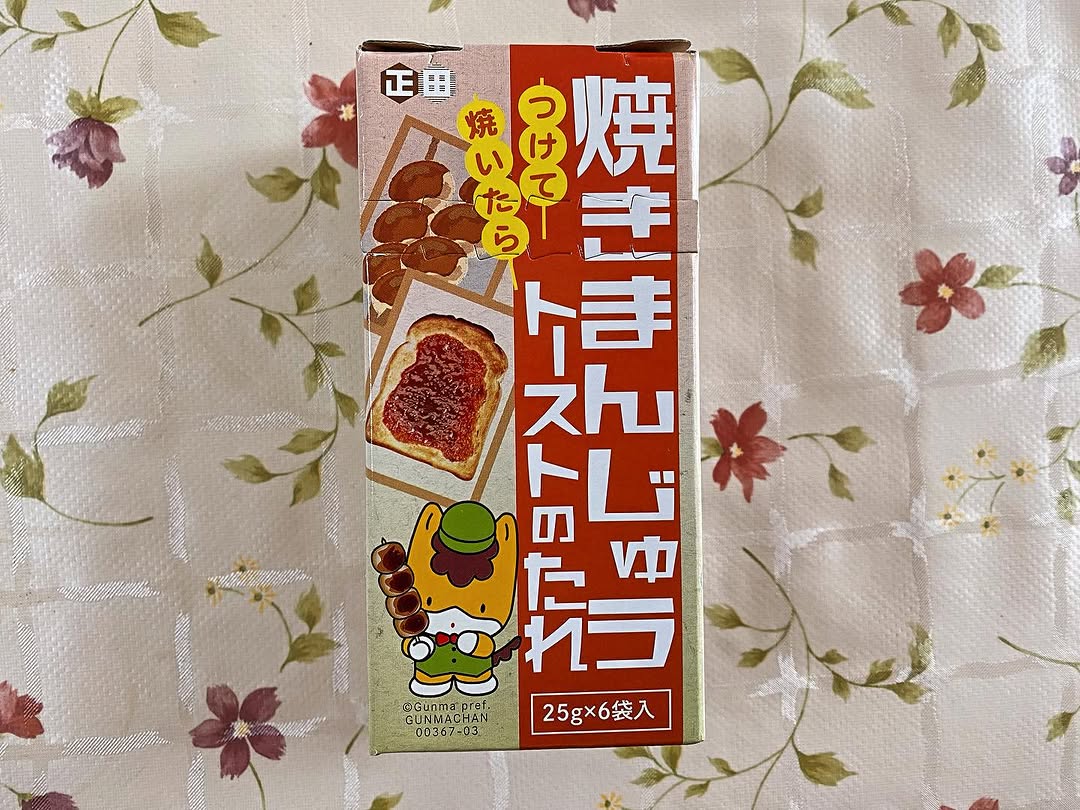 正田
焼きまんじゅう
トーストのたれ
つけて
焼いたら
25g×6袋入
©Gunma pref.
GUNMACHAN
00367-03